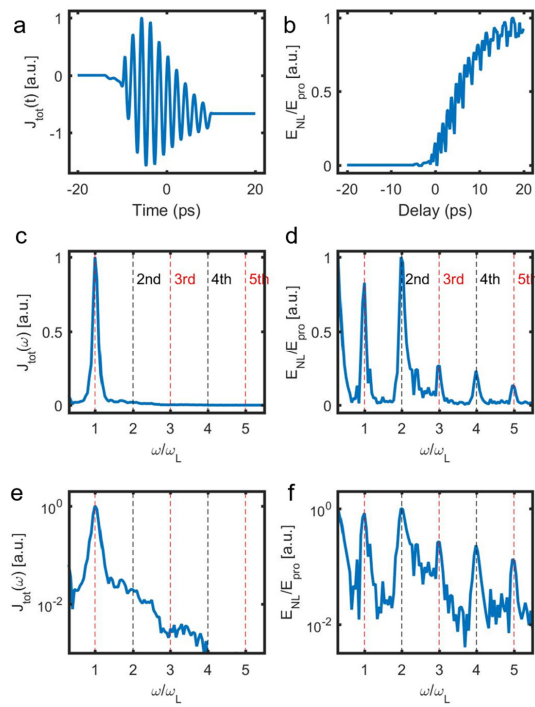 a
b
J_tot(t) [a.u.]
0
-1
-20
0
20
Time (ps)
E_NL/E_pro [a.u.]
1
0.5
0
-20
-10
0
10
20
Delay (ps)
c
d
J_tot(ω) [a.u.]
1
0.5
0
2nd
3rd
4th
5th
1
2
3
4
5
ω/ω_L
E_NL/E_pro [a.u.]
1
0.5
0
2nd
3rd
4th
5th
1
2
3
4
5
ω/ω_L
e
f
J_tot(ω) [a.u.]
10^0
10^-2
1
2
3
4
5
ω/ω_L
E_NL/E_pro [a.u.]
10^0
10^-2
1
2
3
4
5
ω/ω_L